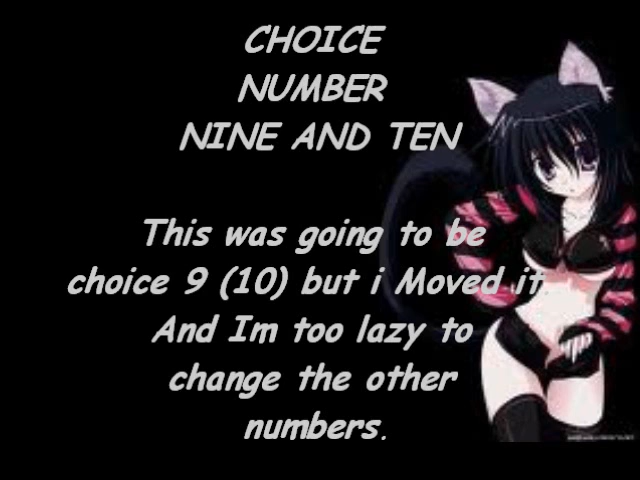 CHOICE
NUMBER
NINE AND TEN
This was going to be
choice 9 (10) but i Moved it.
And Im too lazy to
change the other
numbers.